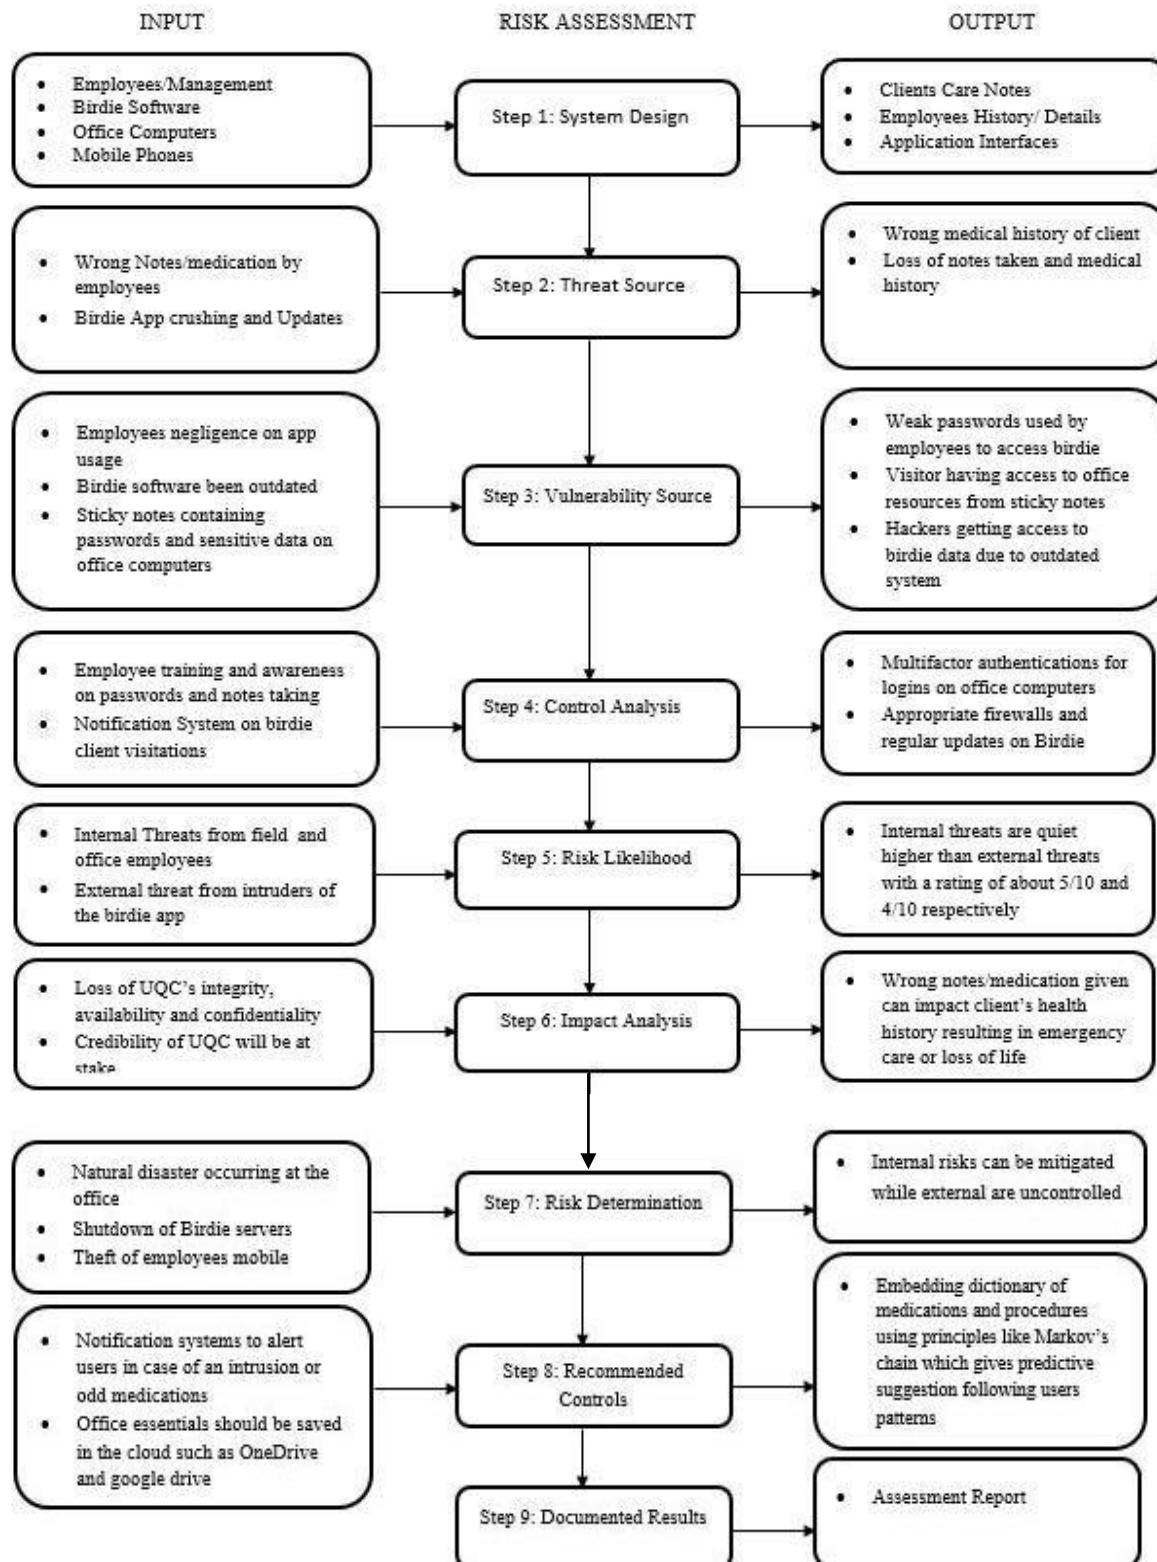 INPUT
RISK ASSESSMENT
OUTPUT
• Employees/Management
• Birdie Software
• Office Computers
• Mobile Phones
Step 1: System Design
• Clients Care Notes
• Employees History/ Details
• Application Interfaces
• Wrong Notes/medication by
employees
• Birdie App crushing and Updates
Step 2: Threat Source
• Wrong medical history of client
• Loss of notes taken and medical
history
• Employees negligence on app
usage
• Birdie software been outdated
• Sticky notes containing
passwords and sensitive data on
office computers
Step 3: Vulnerability Source
• Weak passwords used by
employees to access birdie
• Visitor having access to office
resources from sticky notes
• Hackers getting access to
birdie data due to outdated
system
• Employee training and awareness
on passwords and notes taking
• Notification System on birdie
client visitations
Step 4: Control Analysis
• Multifactor authentications for
logins on office computers
• Appropriate firewalls and
regular updates on Birdie
• Internal Threats from field and
office employees
• External threat from intruders of
the birdie app
Step 5: Risk Likelihood
• Internal threats are quiet
higher than external threats
with a rating of about 5/10 and
4/10 respectively
• Loss of UQC's integrity,
availability and confidentiality
• Credibility of UQC will be at
stake
Step 6: Impact Analysis
• Wrong notes/medication given
can impact client's health
history resulting in emergency
care or loss of life
• Natural disaster occurring at the
office
• Shutdown of Birdie servers
• Theft of employees mobile
Step 7: Risk Determination
• Internal risks can be mitigated
while external are uncontrolled
• Notification systems to alert
users in case of an intrusion or
odd medications
• Office essentials should be saved
in the cloud such as OneDrive
and google drive
Step 8: Recommended
Controls
• Embedding dictionary of
medications and procedures
using principles like Markov's
chain which gives predictive
suggestion following users
patterns
Step 9: Documented Results
• Assessment Report